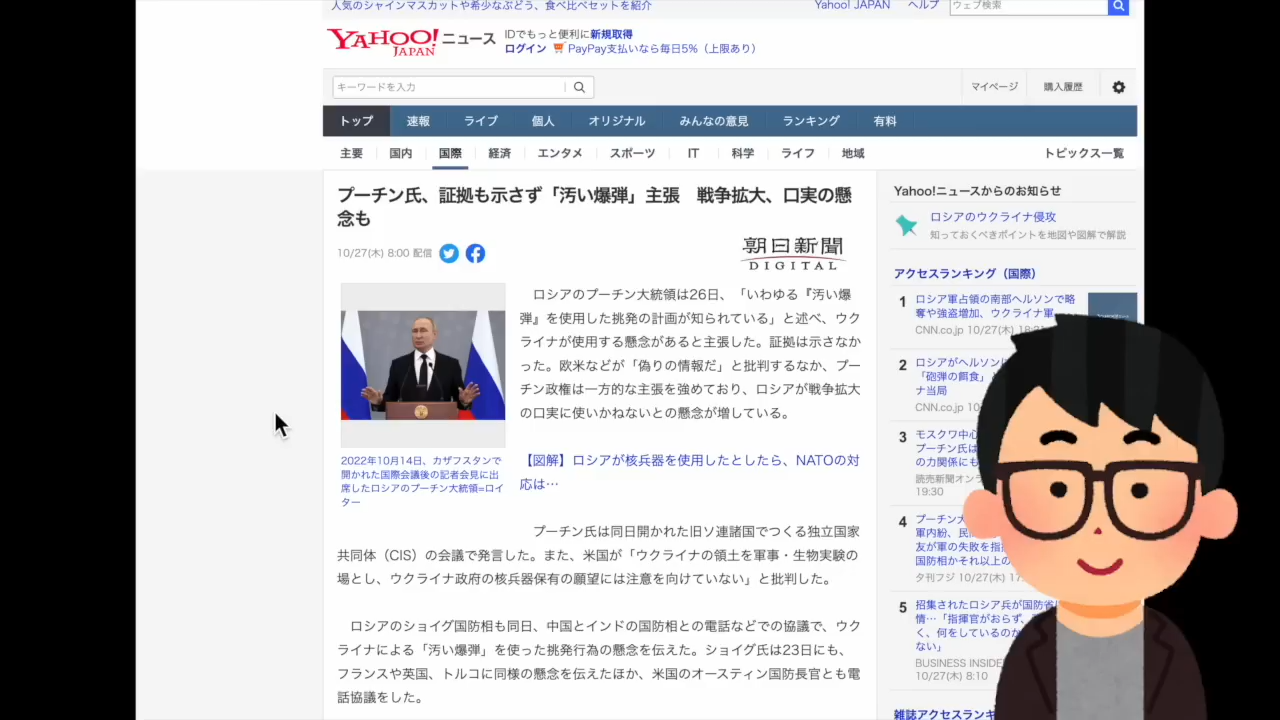 人気のシャインマスカットや希少なぶどう、食べ比べセットを紹介
Yahoo! JAPAN ヘルプ
ウェブ検索
YAHOO! JAPAN ニュース
IDでもっと便利に新規取得
ログイン PayPay支払いなら毎日5%（上限あり）
キーワードを入力
マイページ 購入履歴
トップ 速報 ライブ 個人 オリジナル みんなの意見 ランキング 有料
主要 国内 国際 経済 エンタメ スポーツ IT 科学 ライフ 地域 トピックス一覧
プーチン氏、証拠も示さず「汚い爆弾」主張 戦争拡大、口実の懸
念も
10/27(木) 8:00 配信
朝日新聞
DIGITAL
ロシアのプーチン大統領は26日、「いわゆる『汚い爆
弾』を使用した挑発の計画が知られている」と述べ、ウク
ライナが使用する懸念があると主張した。証拠は示さなか
った。欧米などが「偽りの情報だ」と批判するなか、プー
チン政権は一方的な主張を強めており、ロシアが戦争拡大
の口実に使いかねないとの懸念が増している。
2022年10月14日、カザフスタンで
開かれた国際会議後の記者会見に出
席したロシアのプーチン大統領=ロイ
ター
【図解】ロシアが核兵器を使用したとしたら、NATOの対
応は…
プーチン氏は同日開かれた旧ソ連諸国でつくる独立国家
共同体（CIS）の会議で発言した。また、米国が「ウクライナの領土を軍事・生物実験の
場とし、ウクライナ政府の核兵器保有の願望には注意を向けていない」と批判した。
ロシアのショイグ国防相も同日、中国とインドの国防相との電話などでの協議で、ウク
ライナによる「汚い爆弾」を使った挑発行為の懸念を伝えた。ショイグ氏は23日にも、
フランスや英国、トルコに同様の懸念を伝えたほか、米国のオースティン国防長官とも電
話協議をした。
Yahoo!ニュースからのお知らせ
ロシアのウクライナ侵攻
知っておくべきポイントを地図や図解で解説
アクセスランキング（国際）
1 ロシア軍占領の南部ヘルソンで略
奪や強盗増加、ウクライナ軍…
CNN.co.jp 10/27(木) 18:21
2 ロシアがヘルソンに
「砲弾の餌食」
ナ当局
CNN.co.jp 10
3 モスクワ中心
プーチン氏は
の力関係にも
読売新聞オン
19:30
4 プーチン大
軍内紛、民
友が軍の失敗を指
国防相かそれ以上の
夕刊フジ 10/27(木) 17
5 招集されたロシア兵が国防省
情…「指揮官がおらず、
く、何をしているのか
ない」
BUSINESS INSIDE
10/27(木) 8:10
雑誌アクセスランキ